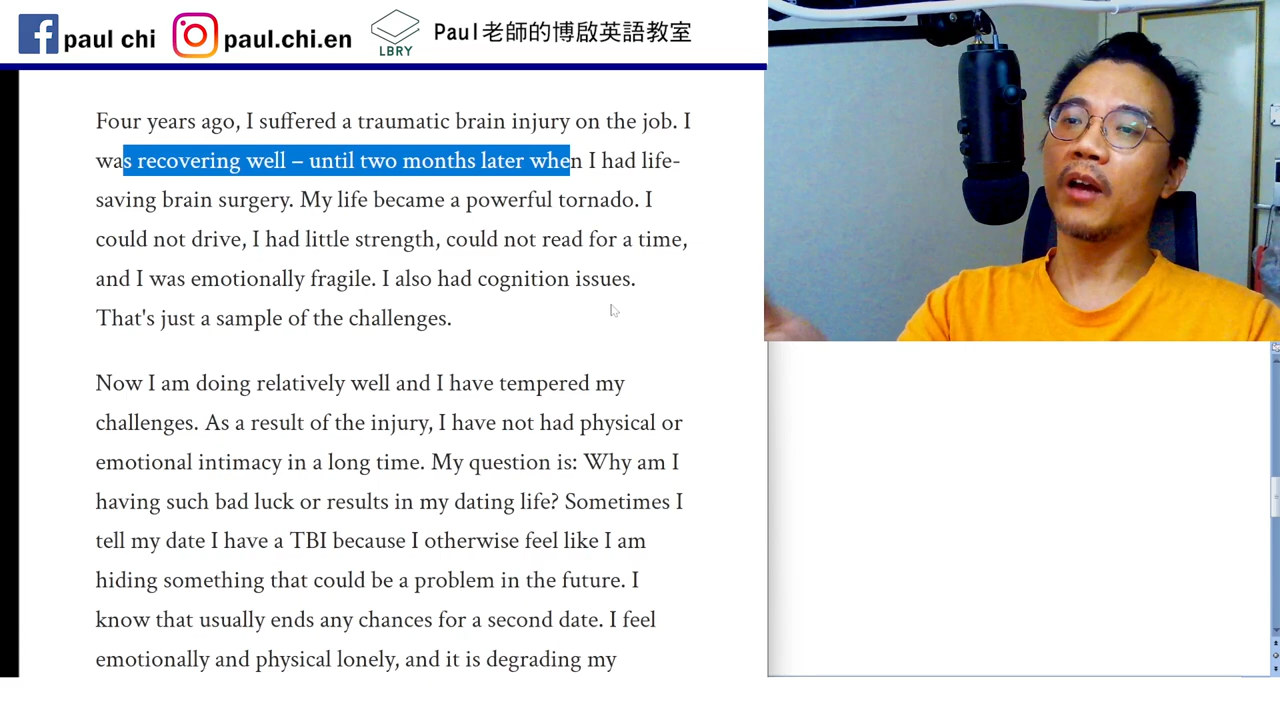 paul chi
paul.chi.en
LBRY
Paul老師的博啟英語教室
Four years ago, I suffered a traumatic brain injury on the job. I
was recovering well – until two months later when I had life-
saving brain surgery. My life became a powerful tornado. I
could not drive, I had little strength, could not read for a time,
and I was emotionally fragile. I also had cognition issues.
That's just a sample of the challenges.
Now I am doing relatively well and I have tempered my
challenges. As a result of the injury, I have not had physical or
emotional intimacy in a long time. My question is: Why am I
having such bad luck or results in my dating life? Sometimes I
tell my date I have a TBI because I otherwise feel like I am
hiding something that could be a problem in the future. I
know that usually ends any chances for a second date. I feel
emotionally and physical lonely, and it is degrading my